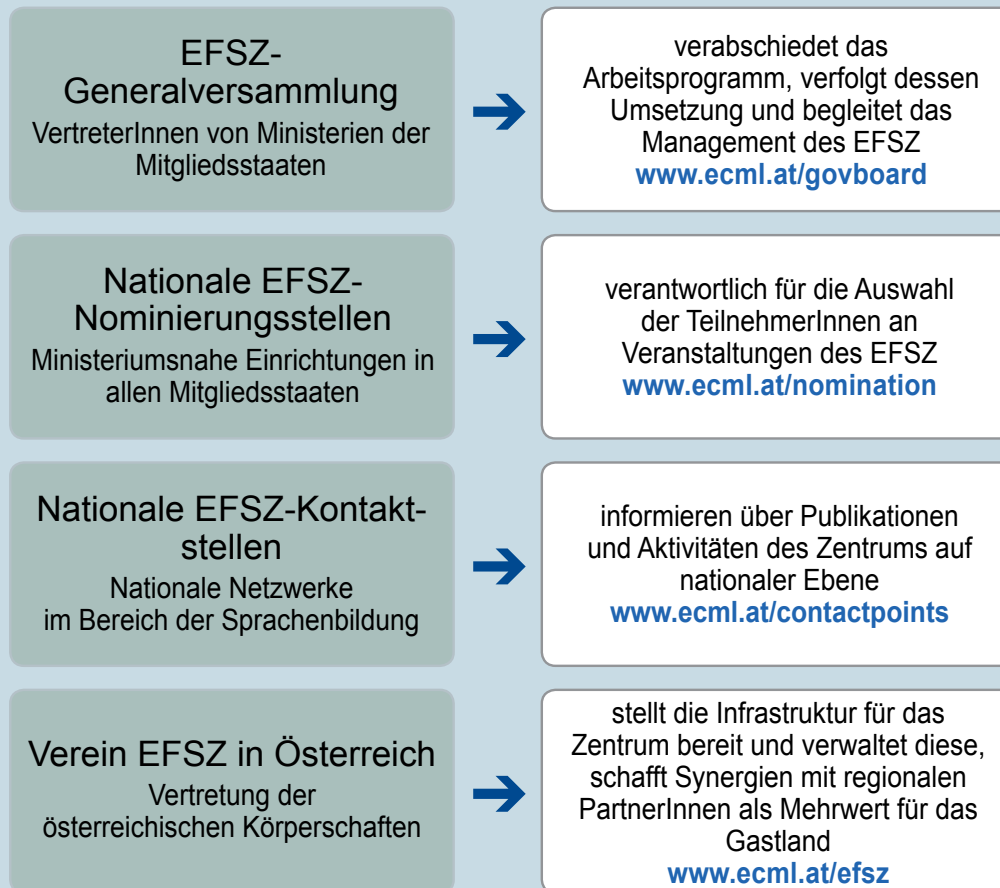 EFSZ-
Generalversammlung
VertreterInnen von Ministerien der
Mitgliedsstaaten
verabschiedet das
Arbeitsprogramm, verfolgt dessen
Umsetzung und begleitet das
Management des EFSZ
www.ecml.at/govboard
Nationale EFSZ-
Nominierungsstellen
Ministeriumsnahe Einrichtungen in
allen Mitgliedsstaaten
verantwortlich für die Auswahl
der TeilnehmerInnen an
Veranstaltungen des EFSZ
www.ecml.at/nomination
Nationale EFSZ-Kontakt-
stellen
Nationale Netzwerke
im Bereich der Sprachenbildung
informieren über Publikationen
und Aktivitäten des Zentrums auf
nationaler Ebene
www.ecml.at/contactpoints
Verein EFSZ in Österreich
Vertretung der
österreichischen Körperschaften
stellt die Infrastruktur für das
Zentrum bereit und verwaltet diese,
schafft Synergien mit regionalen
PartnerInnen als Mehrwert für das
Gastland
www.ecml.at/efsz